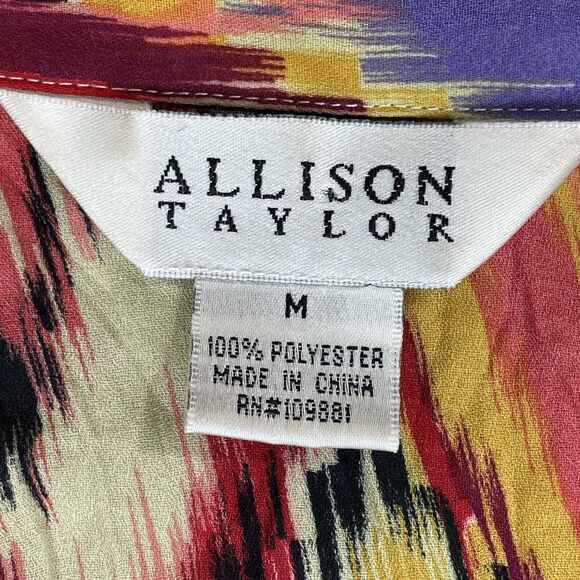 ALLISON
TAYLOR
M
100% POLYESTER
MADE IN CHINA
RN#109881